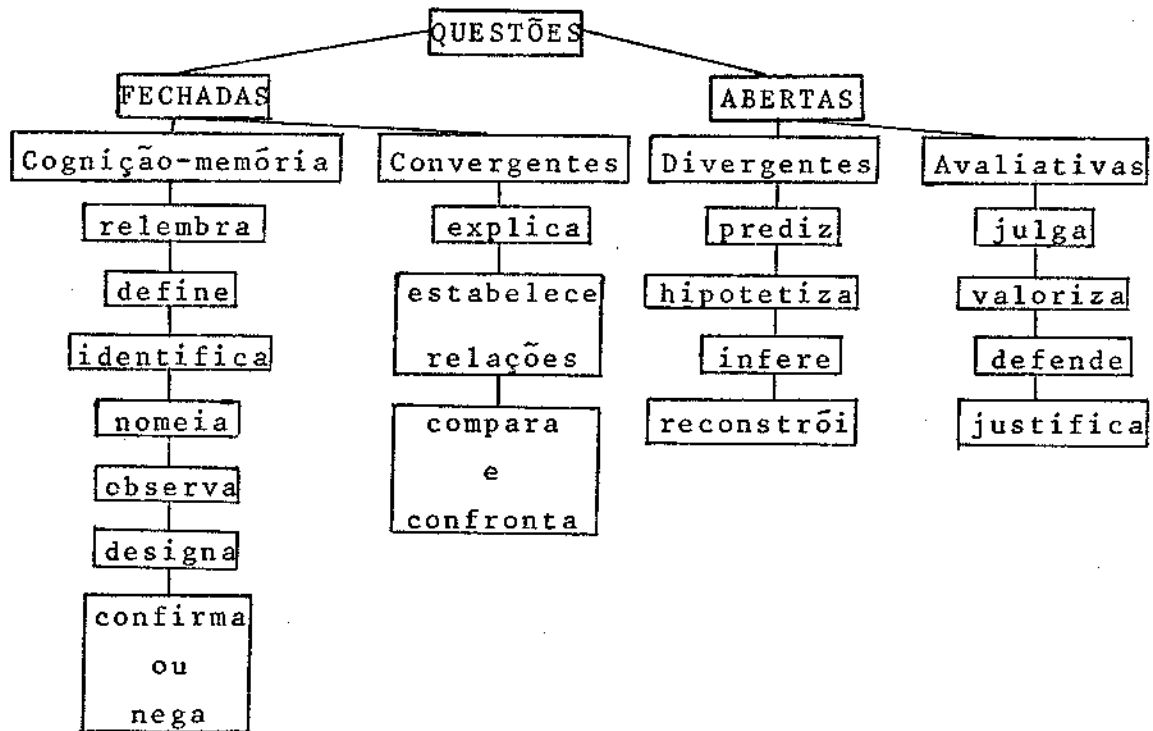 QUESTÕES
FECHADAS
ABERTAS
Cognição-memória
Convergentes
Divergentes
Avaliativas
relembra
define
identifica
nomeia
observa
designa
confirma
ou
nega
explica
estabelece
relações
compara
e
confronta
prediz
hipotetiza
infere
reconstrói
julga
valoriza
defende
justifica